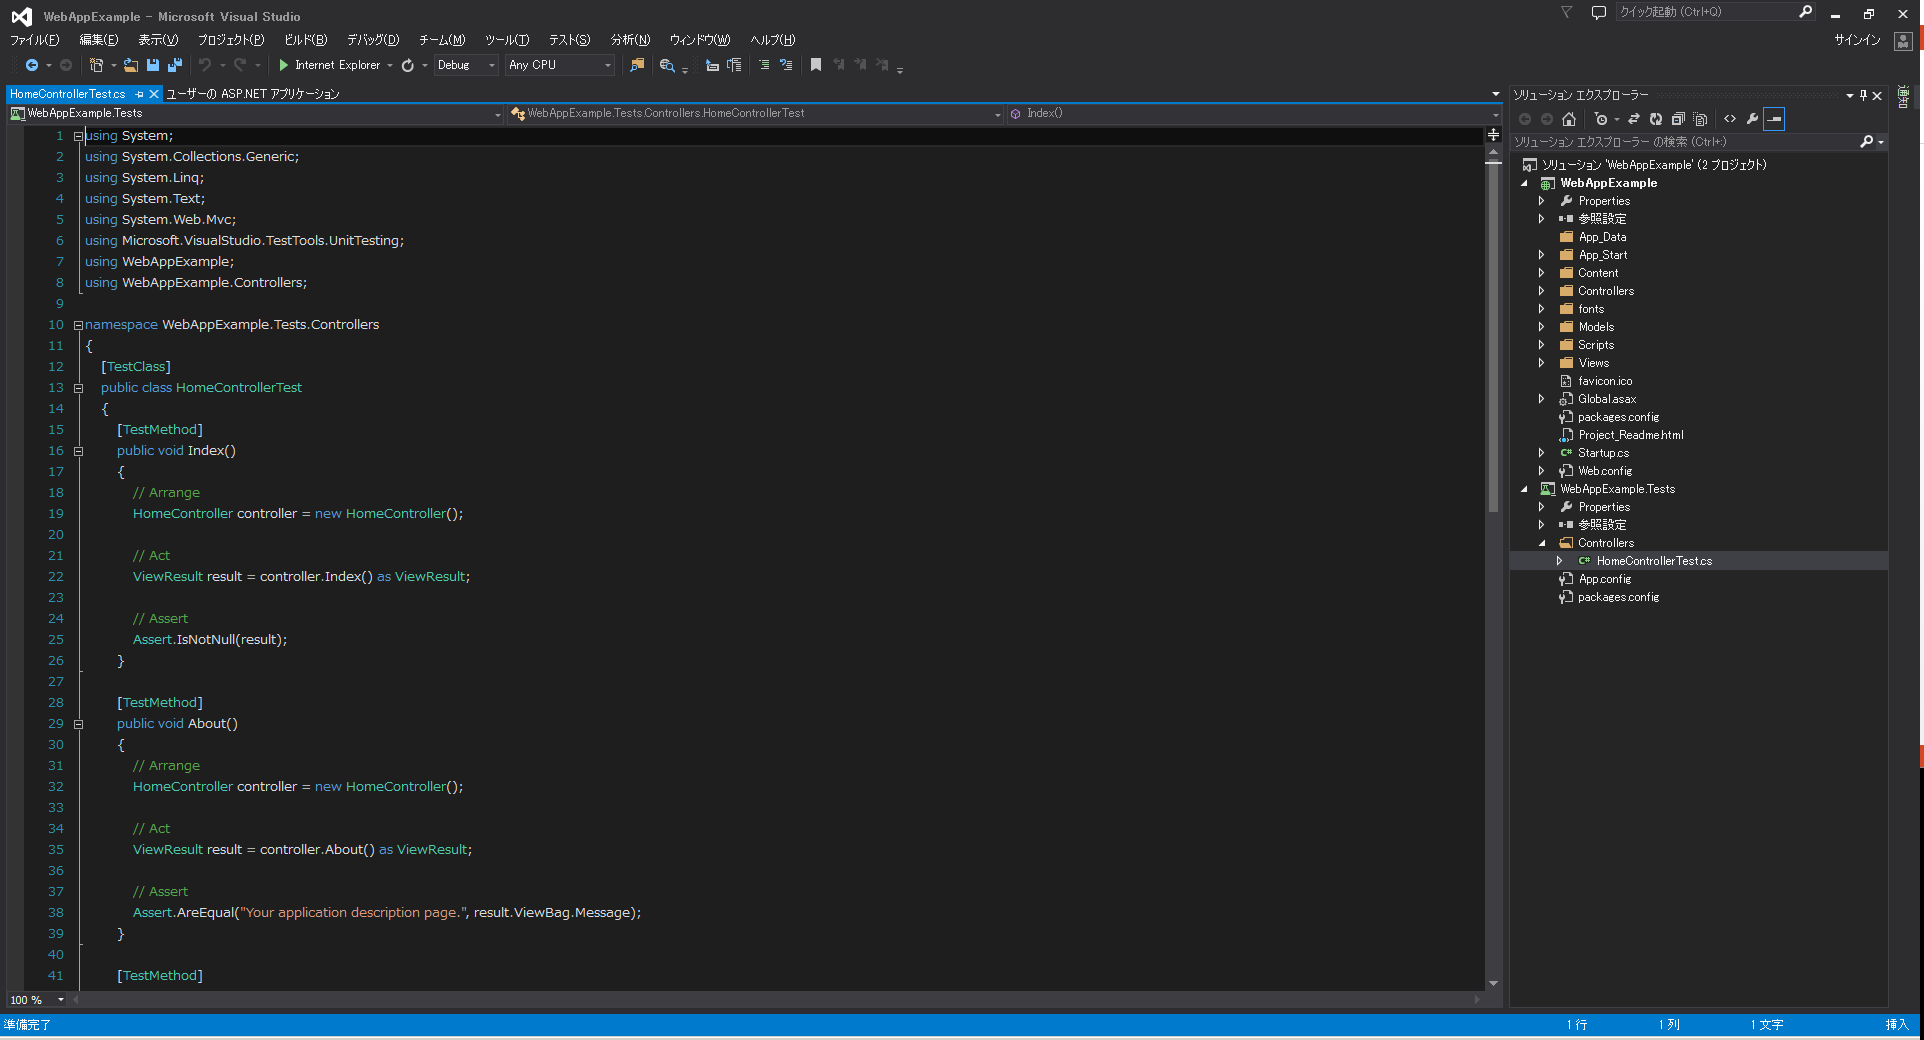 WebAppExample - Microsoft Visual Studio
クイック起動 (Ctrl+Q)
ファイル(F) 編集(E) 表示(V) プロジェクト(P) ビルド(B) デバッグ(D) チーム(M) ツール(T) テスト(S) 分析(N) ウィンドウ(W) ヘルプ(H)
サインイン
Internet Explorer Debug Any CPU
HomeControllerTest.cs ユーザーの ASP.NET アプリケーション
WebAppExample.Tests WebAppExample.Tests.Controllers.HomeControllerTest Index()
1 using System;
2 using System.Collections.Generic;
3 using System.Linq;
4 using System.Text;
5 using System.Web.Mvc;
6 using Microsoft.VisualStudio.TestTools.UnitTesting;
7 using WebAppExample;
8 using WebAppExample.Controllers;
9
10 namespace WebAppExample.Tests.Controllers
11 {
12 [TestClass]
13 public class HomeControllerTest
14 {
15 [TestMethod]
16 public void Index()
17 {
18 // Arrange
19 HomeController controller = new HomeController();
20
21 // Act
22 ViewResult result = controller.Index() as ViewResult;
23
24 // Assert
25 Assert.IsNotNull(result);
26 }
27
28 [TestMethod]
29 public void About()
30 {
31 // Arrange
32 HomeController controller = new HomeController();
33
34 // Act
35 ViewResult result = controller.About() as ViewResult;
36
37 // Assert
38 Assert.AreEqual("Your application description page.", result.ViewBag.Message);
39 }
40
41 [TestMethod]
100 %
ソリューション エクスプローラー
ソリューション エクスプローラー の検索 (Ctrl+:)
ソリューション 'WebAppExample' (2 プロジェクト)
WebAppExample
Properties
参照設定
App_Data
App_Start
Content
Controllers
fonts
Models
Scripts
Views
favicon.ico
Global.asax
packages.config
Project_Readme.html
Startup.cs
Web.config
WebAppExample.Tests
Properties
参照設定
Controllers
HomeControllerTest.cs
App.config
packages.config
通知
準備完了 1 行 1 列 1 文字 挿入